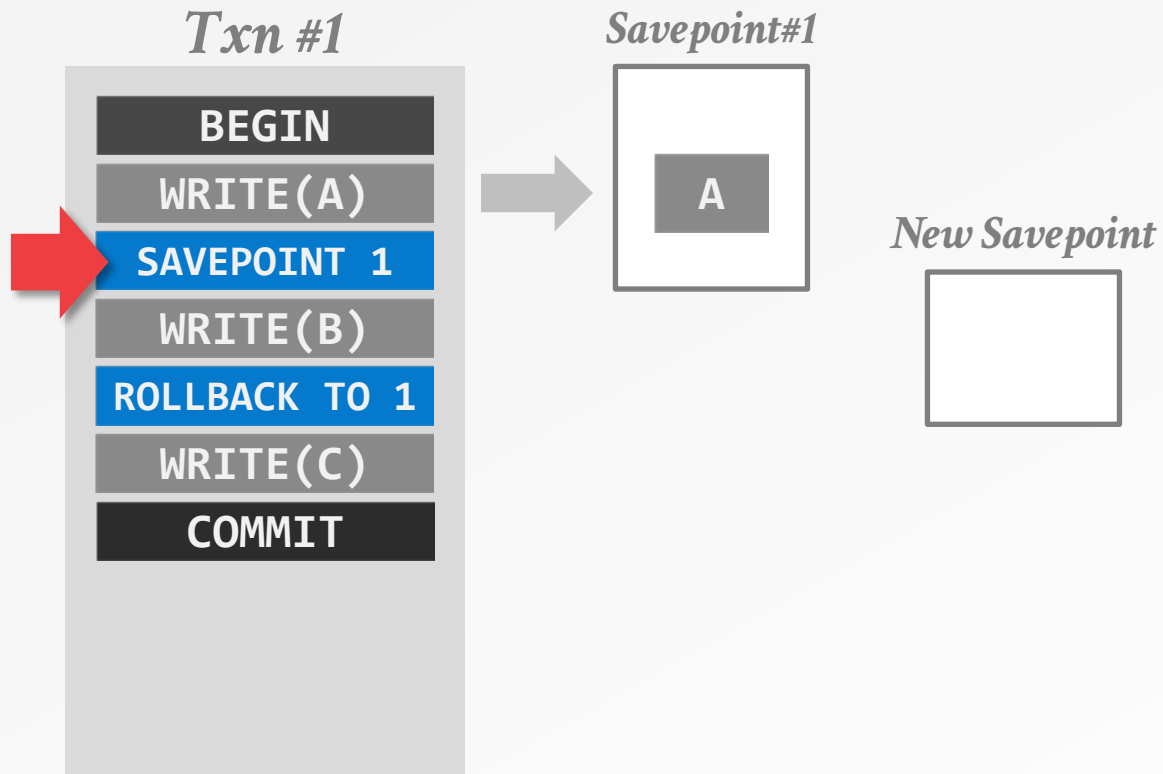 Txn #1
BEGIN
WRITE(A)
SAVEPOINT 1
WRITE(B)
ROLLBACK TO 1
WRITE(C)
COMMIT
Savepoint#1
A
New Savepoint